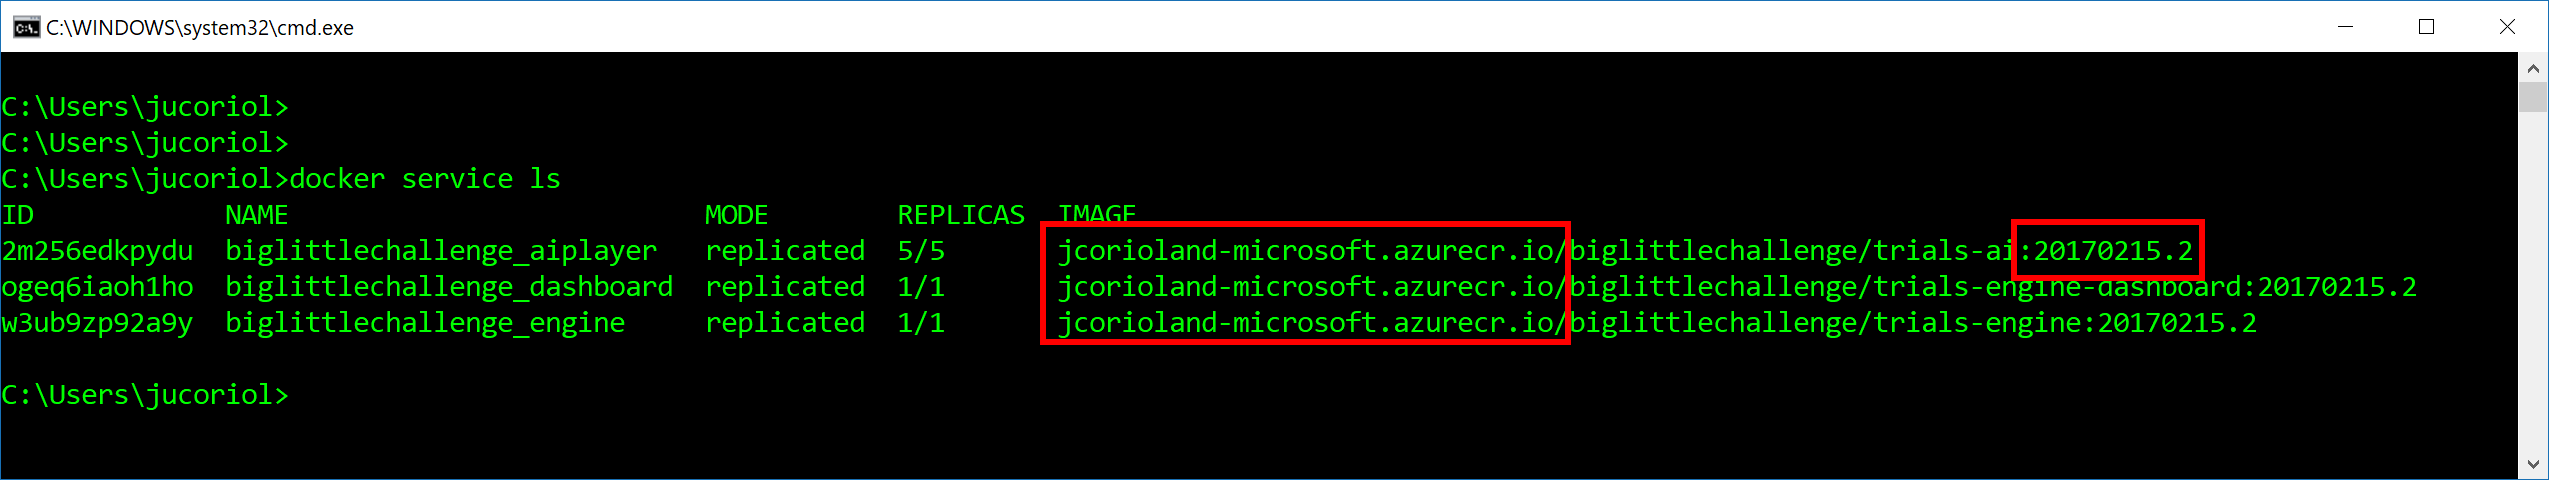 C:\WINDOWS\system32\cmd.exe
C:\Users\jucoriol>
C:\Users\jucoriol>
C:\Users\jucoriol>docker service ls
ID NAME MODE REPLICAS IMAGE
2m256edkpydu biglittlechallenge_aiplayer replicated 5/5 jcorioland-microsoft.azurecr.io/biglittlechallenge/trials-ai:20170215.2
ogeq6iaoh1ho biglittlechallenge_dashboard replicated 1/1 jcorioland-microsoft.azurecr.io/biglittlechallenge/trials-engine-dashboard:20170215.2
w3ub9zp92a9y biglittlechallenge_engine replicated 1/1 jcorioland-microsoft.azurecr.io/biglittlechallenge/trials-engine:20170215.2
C:\Users\jucoriol>